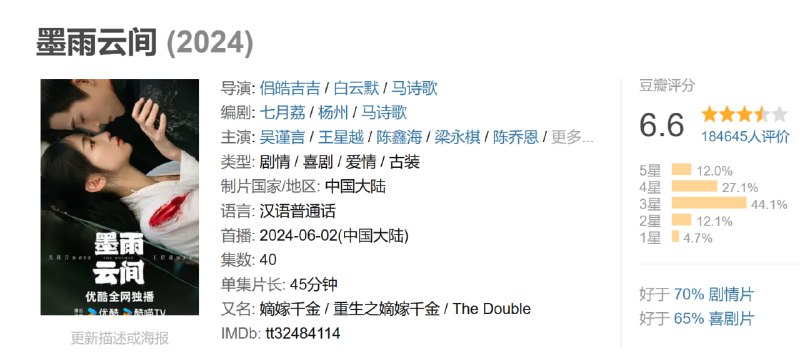 墨雨云间 (2024)
墨雨
云间
THE DOUBLE
优酷全网独播
优酷 酷喵TV
更新描述或海报
导演: 侣皓吉吉 / 白云默 / 马诗歌
编剧: 七月荔 / 杨州 / 马诗歌
主演: 吴谨言 / 王星越 / 陈鑫海 / 梁永棋 / 陈乔恩 / 更多...
类型: 剧情 / 喜剧 / 爱情 / 古装
制片国家/地区: 中国大陆
语言: 汉语普通话
首播: 2024-06-02(中国大陆)
集数: 40
单集片长: 45分钟
又名: 嫡嫁千金 / 重生之嫡嫁千金 / The Double
IMDb: tt32484114
豆瓣评分
6.6
184645人评价
5星 12.0%
4星 27.1%
3星 44.1%
2星 12.1%
1星 4.7%
好于 70% 剧情片
好于 65% 喜剧片